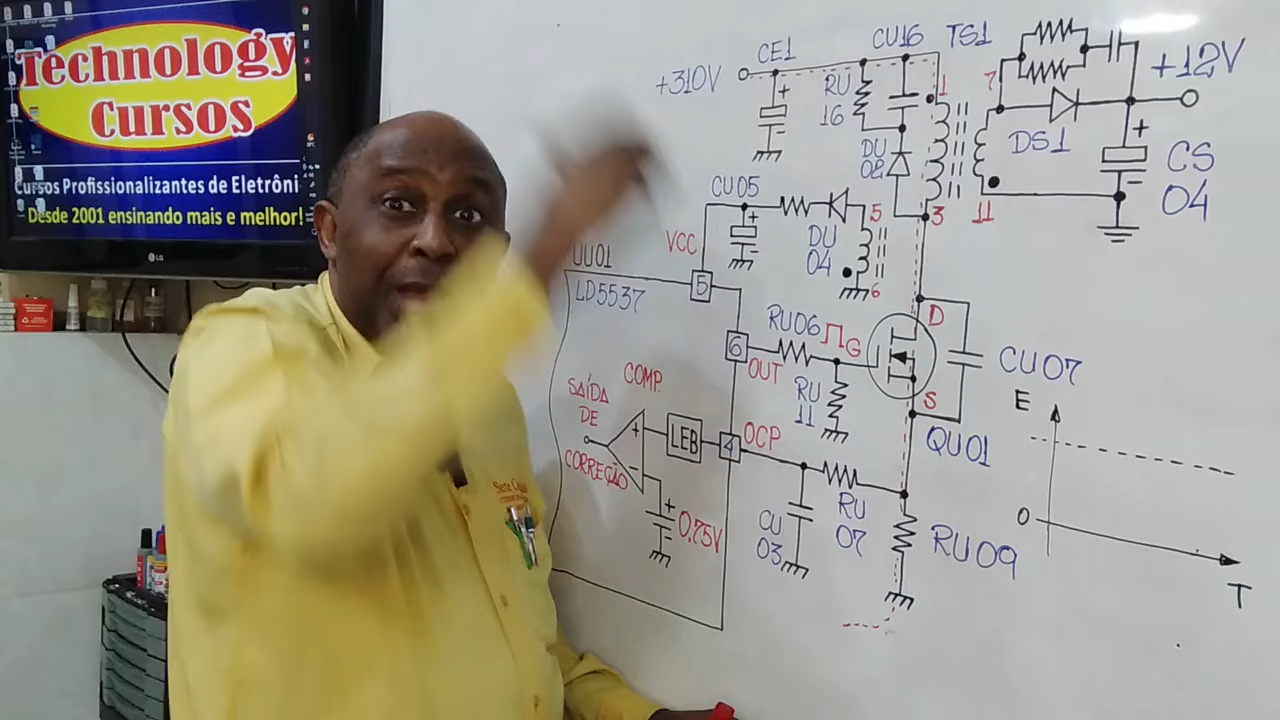 Technology
Cursos
Cursos Profissionalizantes de Eletrôni
Desde 2001 ensinando mais e melhor!
LG
+310V
CE1
+
RU
16
CU16
TS1
1
7
+12V
DU
02
DS1
+
-
CS
04
3
11
CU05
+
-
DU
04
5
6
VCC
UU01
LD5537
5
6
OUT
RU06
G
D
S
RU
11
CU07
QU01
SAÍDA
DE
CORREÇÃO
COMP.
+
-
LEB
4
OCP
+
-
0.75V
CU
03
RU
07
RU09
E
0
T